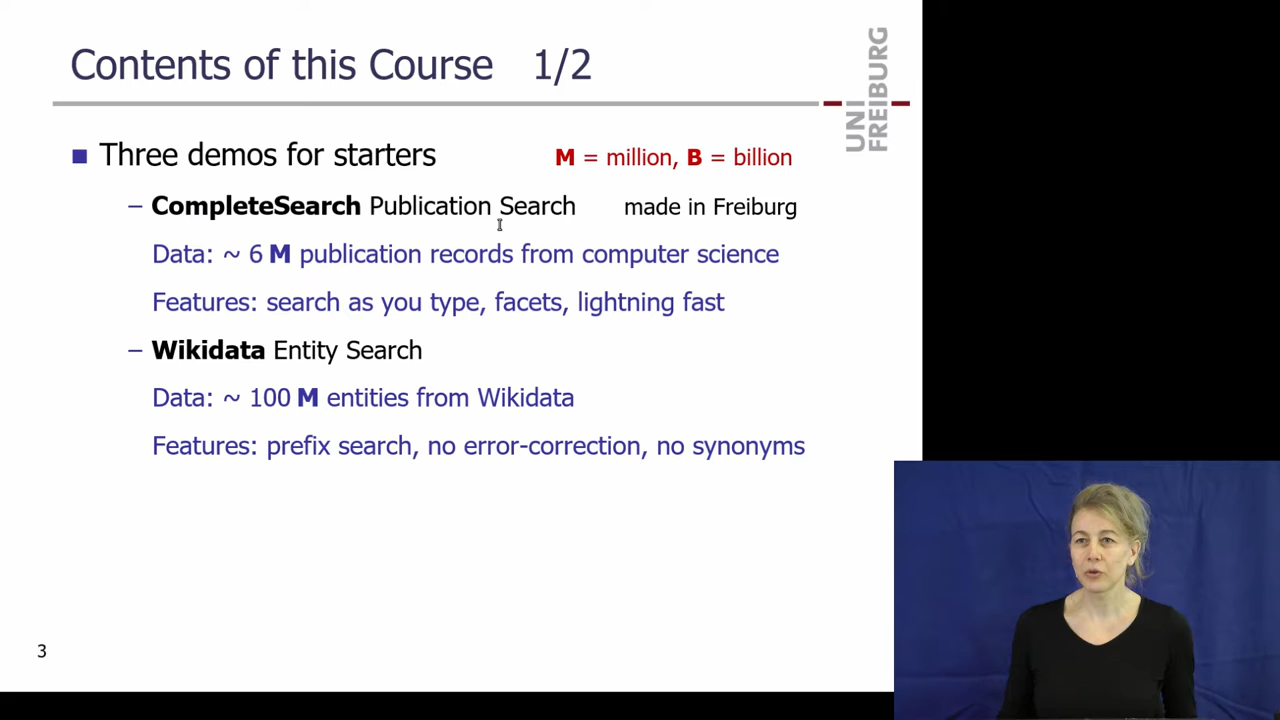 Contents of this Course 1/2
UNI
FREIBURG
■ Three demos for starters M = million, B = billion
– CompleteSearch Publication Search made in Freiburg
Data: ~ 6 M publication records from computer science
Features: search as you type, facets, lightning fast
– Wikidata Entity Search
Data: ~ 100 M entities from Wikidata
Features: prefix search, no error-correction, no synonyms
3